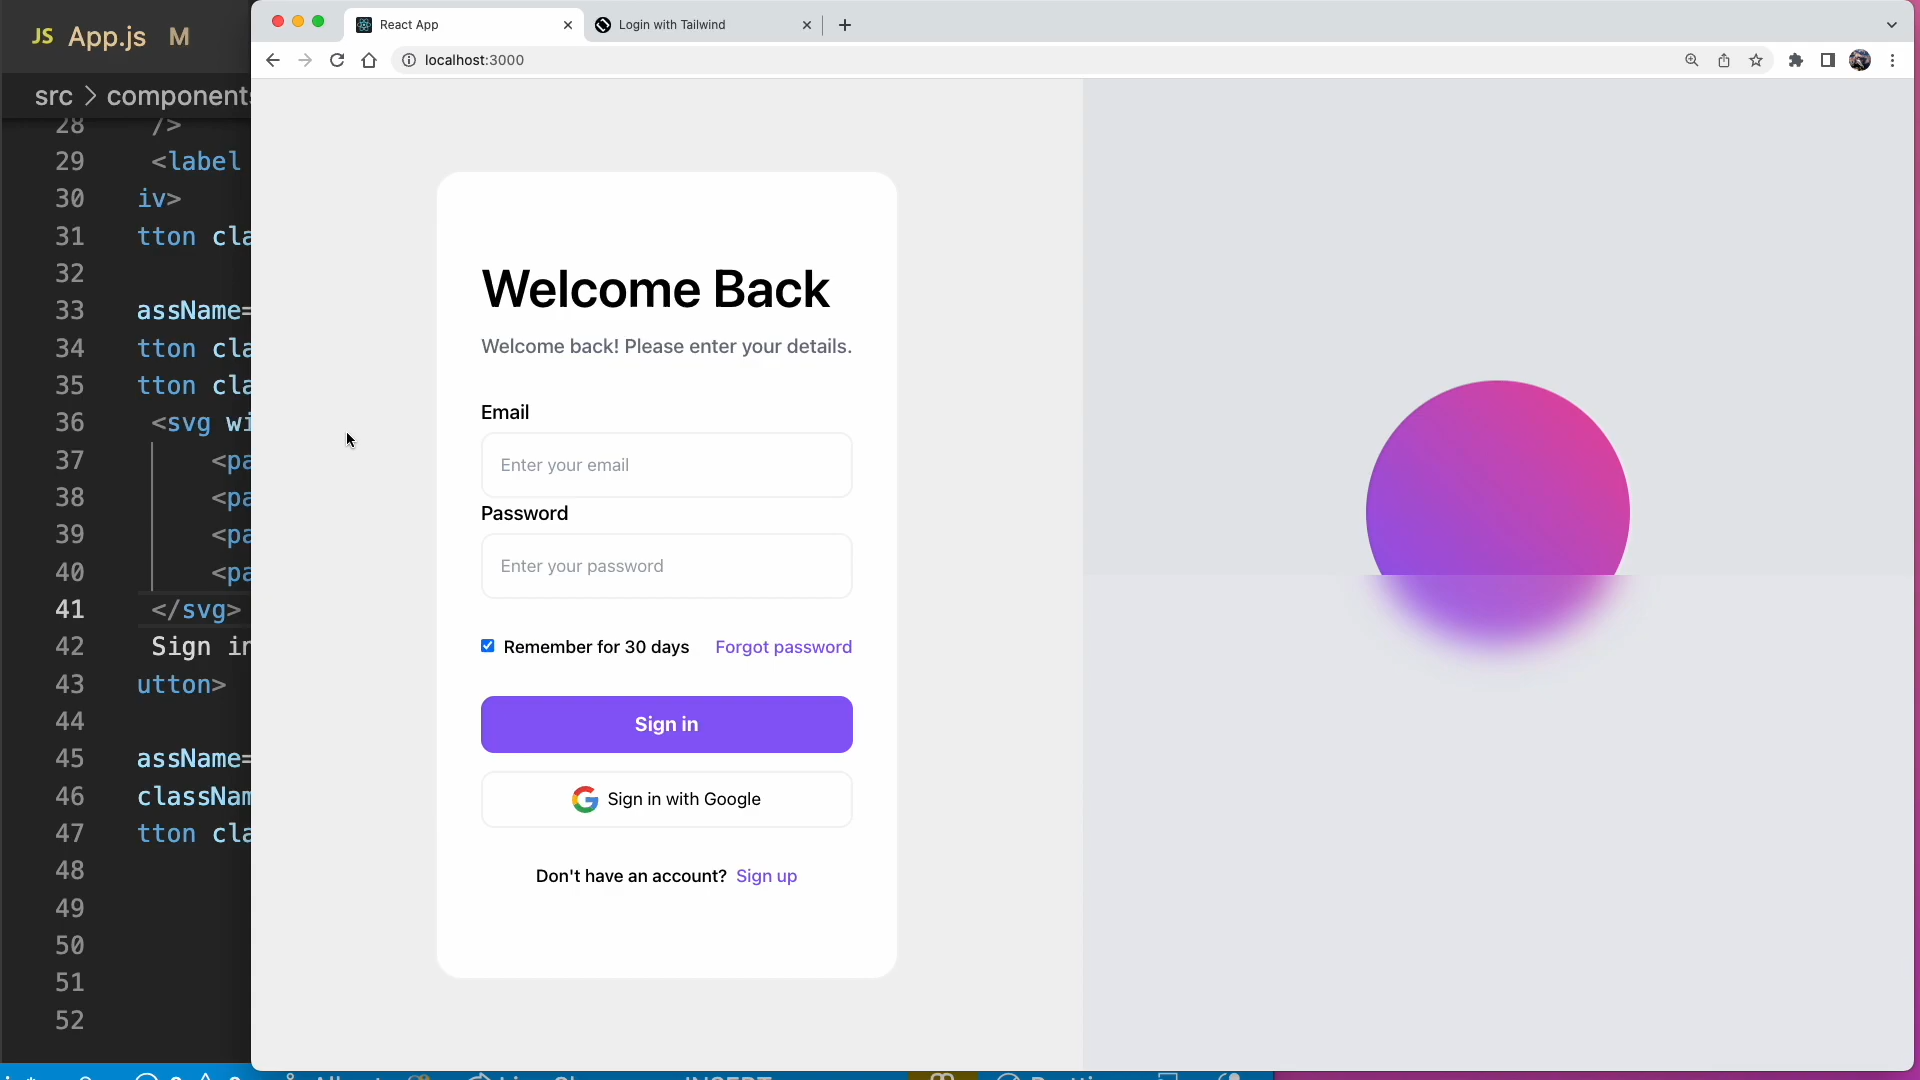 JS App.js M
src > component
28 />
29 <label
30 iv>
31 tton cla
32
33 assName=
34 tton cla
35 tton cla
36 <svg wi
37 <pa
38 <pa
39 <pa
40 <pa
41 </svg>
42 Sign in
43 utton>
44
45 assName=
46 classNam
47 tton cla
48
49
50
51
52
React App
Login with Tailwind
localhost:3000
Welcome Back
Welcome back! Please enter your details.
Email
Enter your email
Password
Enter your password
Remember for 30 days Forgot password
Sign in
Sign in with Google
Don't have an account? Sign up